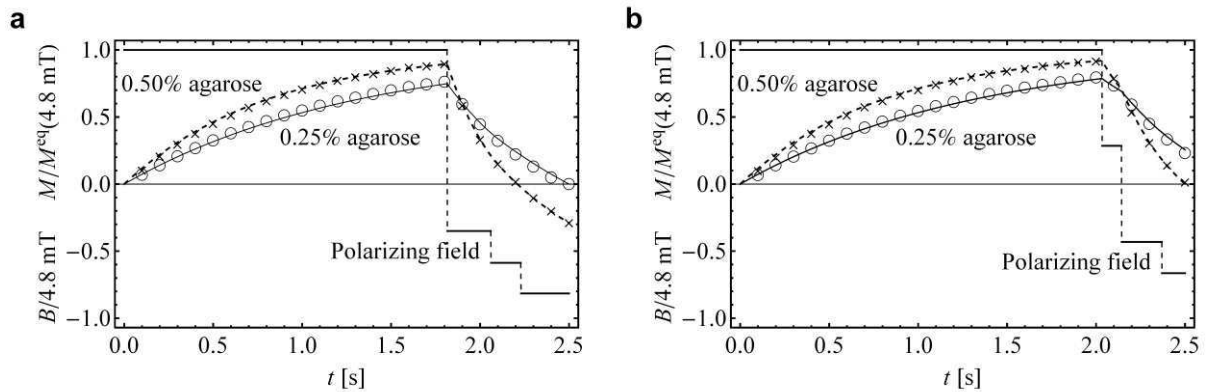 a
M/M^eq(4.8 mT)
B/4.8 mT
1.0
0.5
0.0
−0.5
−1.0
0.50% agarose
0.25% agarose
Polarizing field
0.0 0.5 1.0 1.5 2.0 2.5
t [s]
b
M/M^eq(4.8 mT)
B/4.8 mT
1.0
0.5
0.0
−0.5
−1.0
0.50% agarose
0.25% agarose
Polarizing field
0.0 0.5 1.0 1.5 2.0 2.5
t [s]